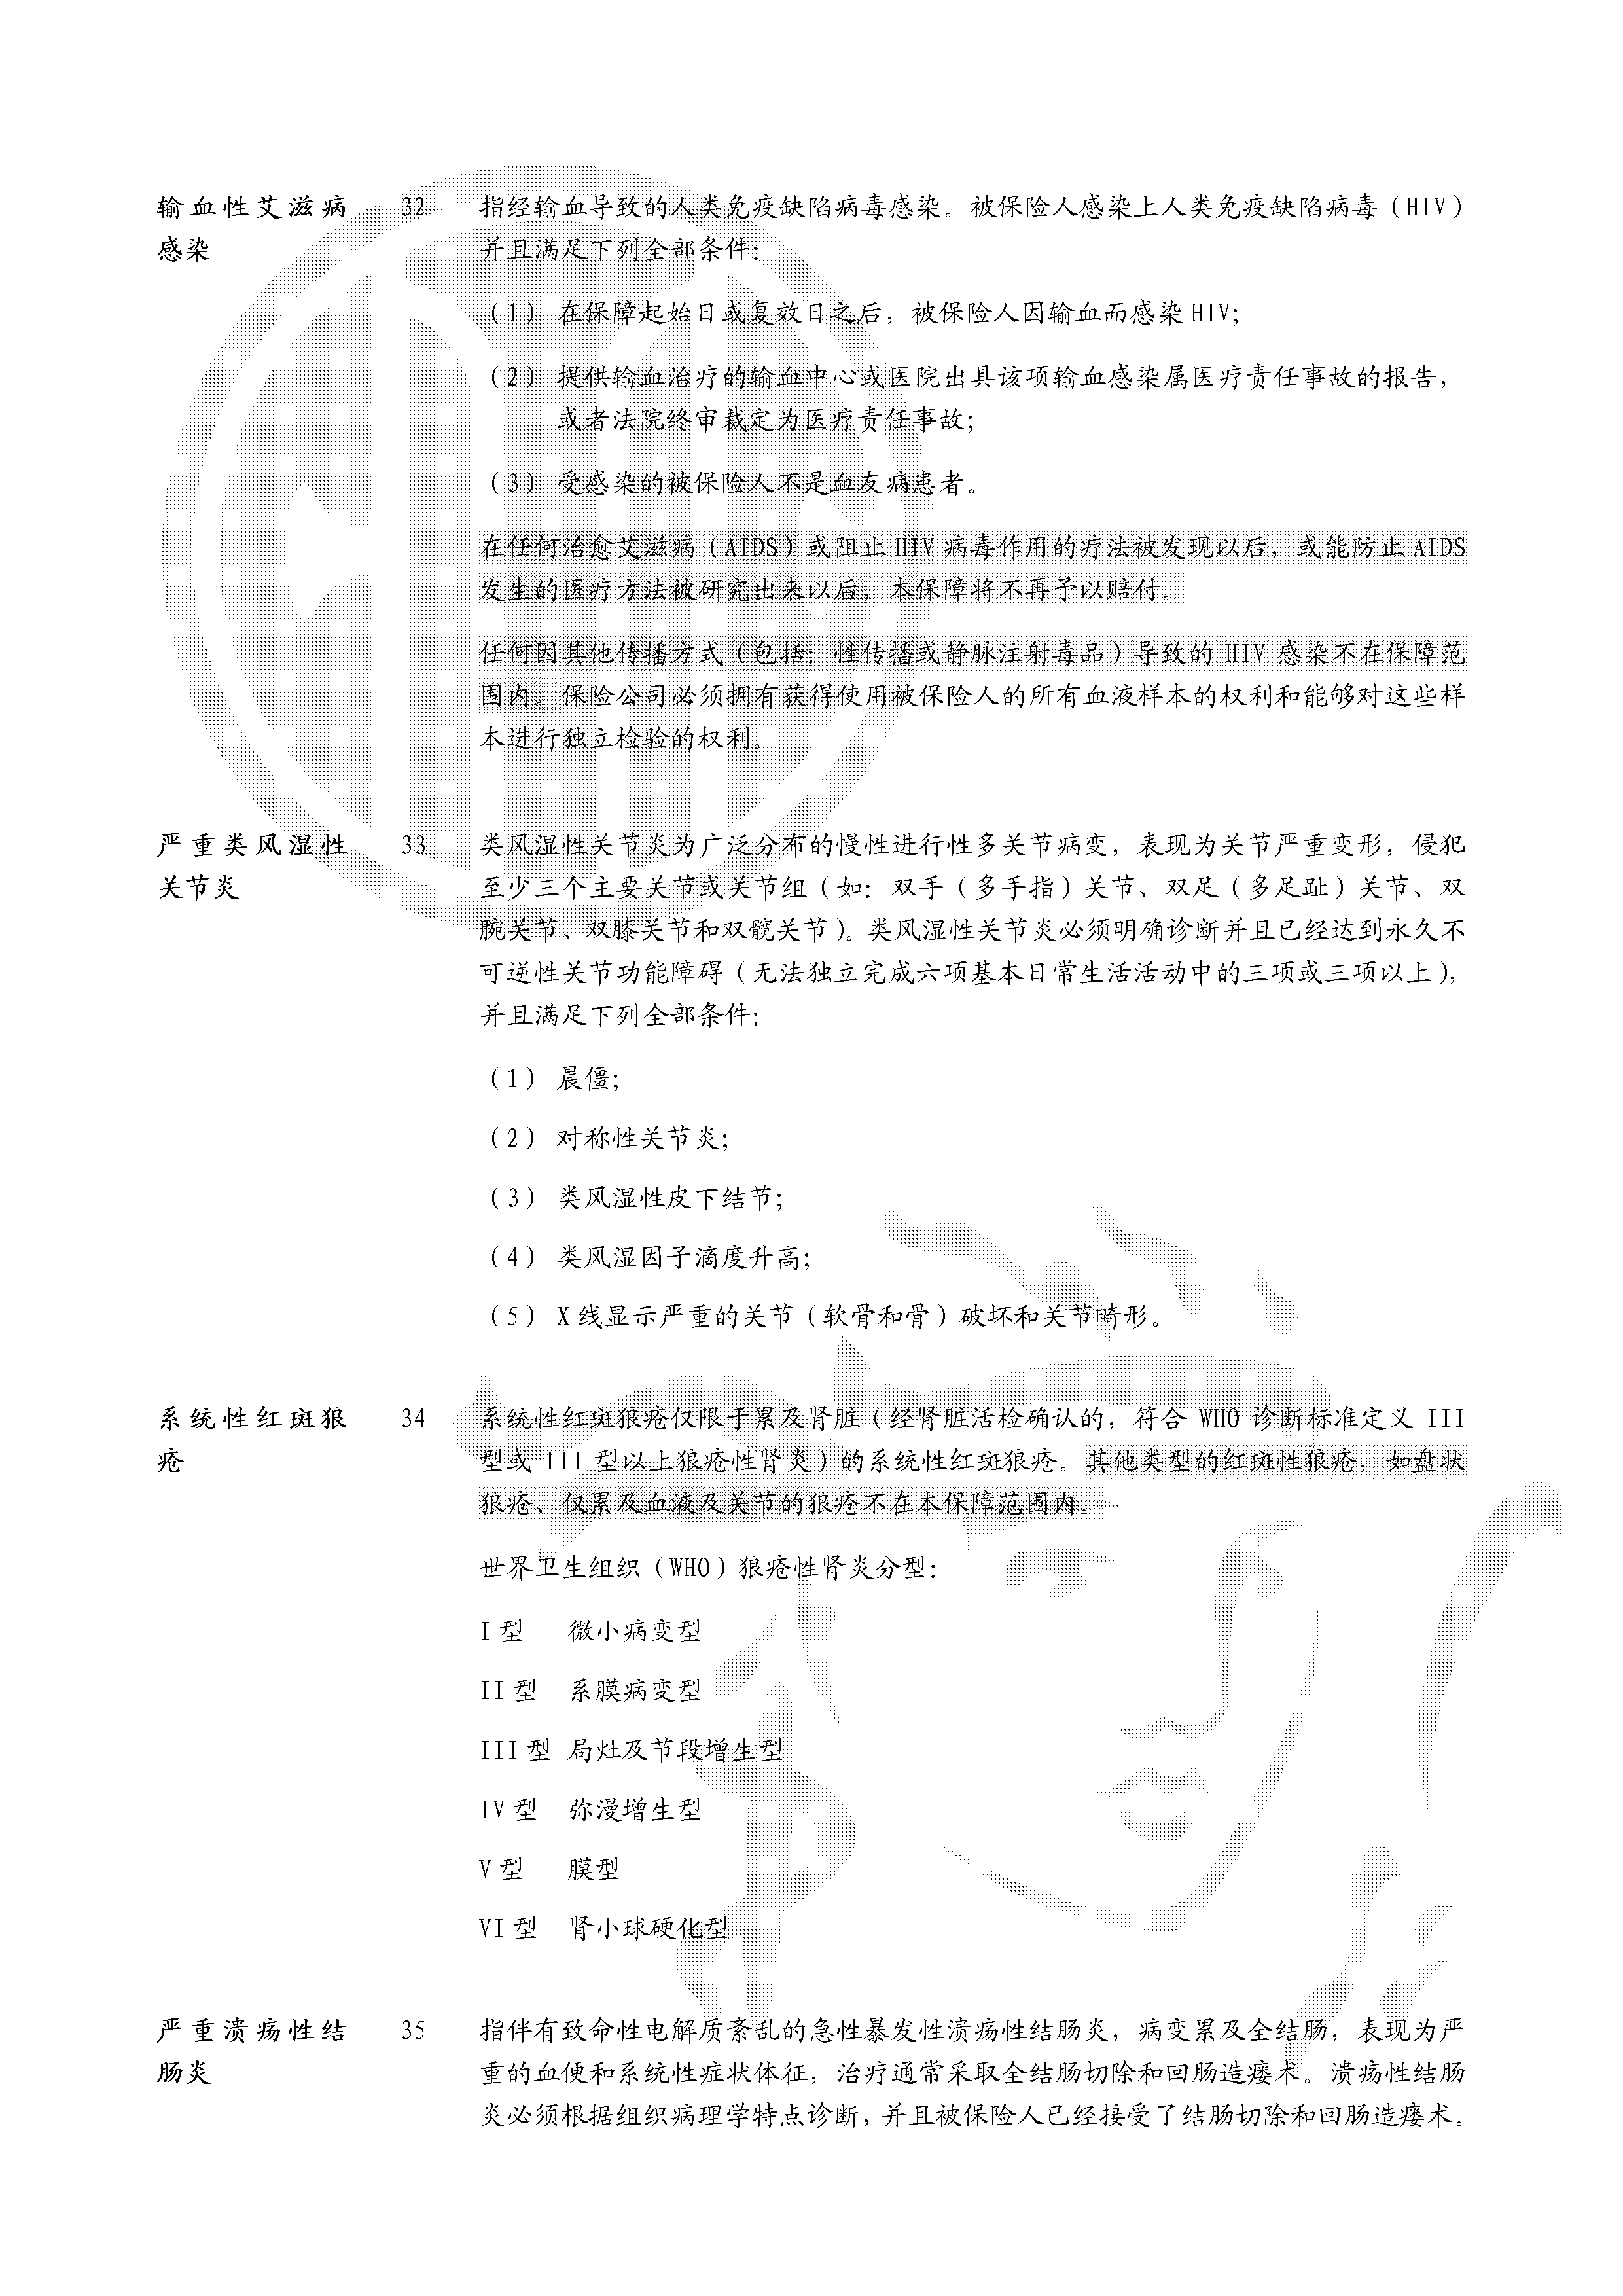 输血性艾滋病 32 指经输血导致的人类免疫缺陷病毒感染。被保险人感染上人类免疫缺陷病毒（HIV）
感染 并且满足下列全部条件：
（1） 在保障起始日或复效日之后，被保险人因输血而感染 HIV；
（2） 提供输血治疗的输血中心或医院出具该项输血感染属医疗责任事故的报告，
或者法院终审裁定为医疗责任事故；
（3） 受感染的被保险人不是血友病患者。
在任何治愈艾滋病（AIDS）或阻止 HIV 病毒作用的疗法被发现以后，或能防止 AIDS
发生的医疗方法被研究出来以后，本保障将不再予以赔付。
任何因其他传播方式（包括：性传播或静脉注射毒品）导致的 HIV 感染不在保障范
围内。保险公司必须拥有获得使用被保险人的所有血液样本的权利和能够对这些样
本进行独立检验的权利。
严重类风湿性 33 类风湿性关节炎为广泛分布的慢性进行性多关节病变，表现为关节严重变形，侵犯
关节炎 至少三个主要关节或关节组（如：双手（多手指）关节、双足（多足趾）关节、双
腕关节、双膝关节和双髋关节）。类风湿性关节炎必须明确诊断并且已经达到永久不
可逆性关节功能障碍（无法独立完成六项基本日常生活活动中的三项或三项以上），
并且满足下列全部条件：
（1） 晨僵；
（2） 对称性关节炎；
（3） 类风湿性皮下结节；
（4） 类风湿因子滴度升高；
（5） X 线显示严重的关节（软骨和骨）破坏和关节畸形。
系统性红斑狼 34 系统性红斑狼疮仅限于累及肾脏（经肾脏活检确认的，符合 WHO 诊断标准定义 III
疮 型或 III 型以上狼疮性肾炎）的系统性红斑狼疮。其他类型的红斑性狼疮，如盘状
狼疮、仅累及血液及关节的狼疮不在本保障范围内。
世界卫生组织（WHO）狼疮性肾炎分型：
I 型 微小病变型
II 型 系膜病变型
III 型 局灶及节段增生型
IV 型 弥漫增生型
V 型 膜型
VI 型 肾小球硬化型
严重溃疡性结 35 指伴有致命性电解质紊乱的急性暴发性溃疡性结肠炎，病变累及全结肠，表现为严
肠炎 重的血便和系统性症状体征，治疗通常采取全结肠切除和回肠造瘘术。溃疡性结肠
炎必须根据组织病理学特点诊断，并且被保险人已经接受了结肠切除和回肠造瘘术。